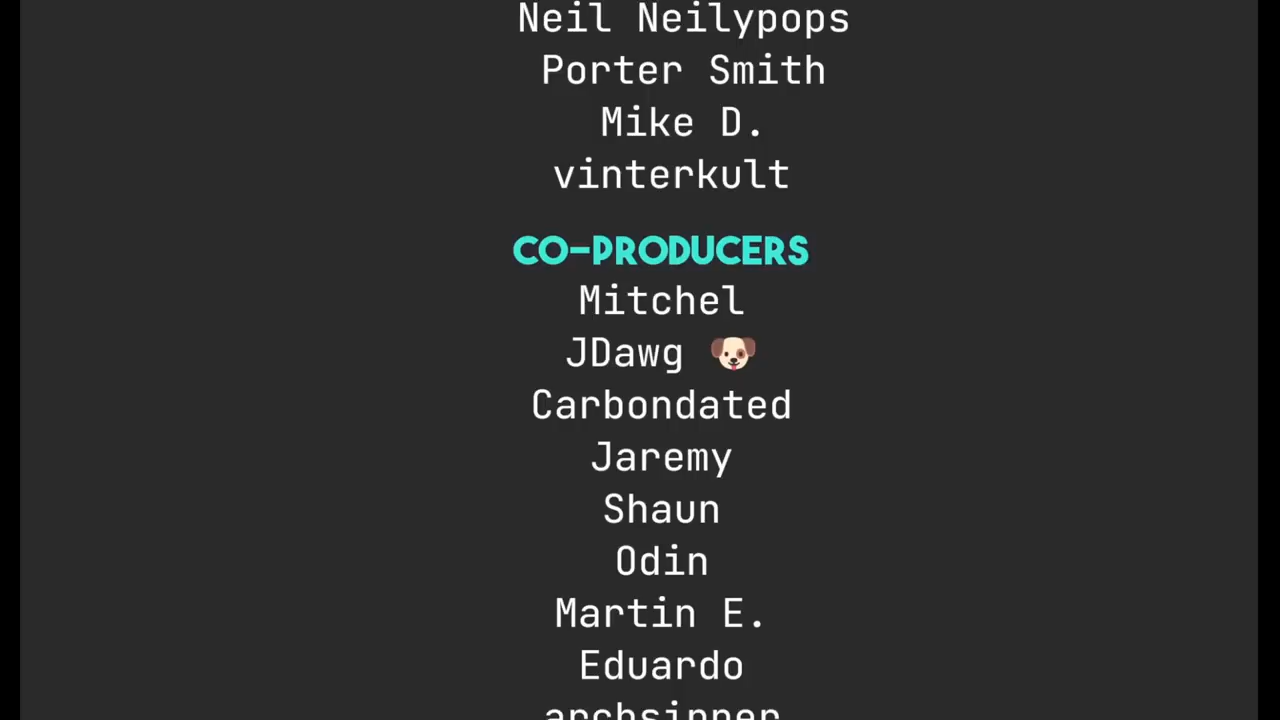 Neil Neilypops
Porter Smith
Mike D.
vinterkult
CO-PRODUCERS
Mitchel
JDawg 🐶
Carbondated
Jaremy
Shaun
Odin
Martin E.
Eduardo